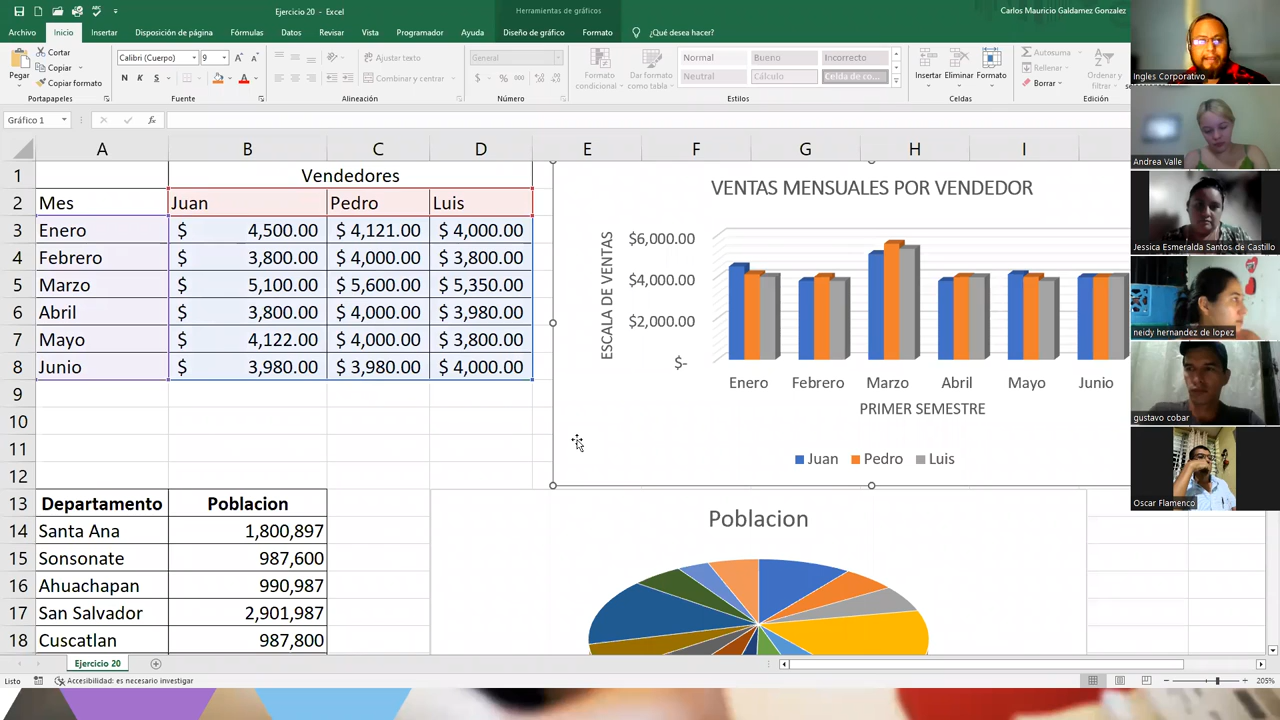 Ejercicio 20 - Excel
Herramientas de gráficos
Carlos Mauricio Galdamez Gonzalez
Archivo Inicio Insertar Disposición de página Fórmulas Datos Revisar Vista Programador Ayuda Diseño de gráfico Formato ¿Qué desea hacer?
Pegar
Cortar
Copiar
Copiar formato
Portapapeles
Calibri (Cuerpo) 9
N K S
Fuente
Ajustar texto
Combinar y centrar
Alineación
Número
Formato condicional
Dar formato como tabla
Normal Bueno Incorrecto
Neutral Cálculo Celda de co...
Estilos
Insertar Eliminar Formato
Celdas
Autosuma
Rellenar
Borrar
Ordenar y filtrar
Edición
Gráfico 1
fx
A B C D E F G H I
1 Vendedores
2 Mes Juan Pedro Luis
3 Enero $ 4,500.00 $ 4,121.00 $ 4,000.00
4 Febrero $ 3,800.00 $ 4,000.00 $ 3,800.00
5 Marzo $ 5,100.00 $ 5,600.00 $ 5,350.00
6 Abril $ 3,800.00 $ 4,000.00 $ 3,980.00
7 Mayo $ 4,122.00 $ 4,000.00 $ 3,800.00
8 Junio $ 3,980.00 $ 3,980.00 $ 4,000.00
9
10
11
12
13 Departamento Poblacion
14 Santa Ana 1,800,897
15 Sonsonate 987,600
16 Ahuachapan 990,987
17 San Salvador 2,901,987
18 Cuscatlan 987,800
VENTAS MENSUALES POR VENDEDOR
ESCALA DE VENTAS
$6,000.00
$4,000.00
$2,000.00
$-
Enero Febrero Marzo Abril Mayo Junio
PRIMER SEMESTRE
Juan Pedro Luis
Poblacion
Ingles Corporativo
Andrea Valle
Jessica Esmeralda Santos de Castillo
neidy hernandez de lopez
gustavo cobar
Oscar Flamenco
Ejercicio 20
Listo
Accesibilidad: es necesario investigar
205%